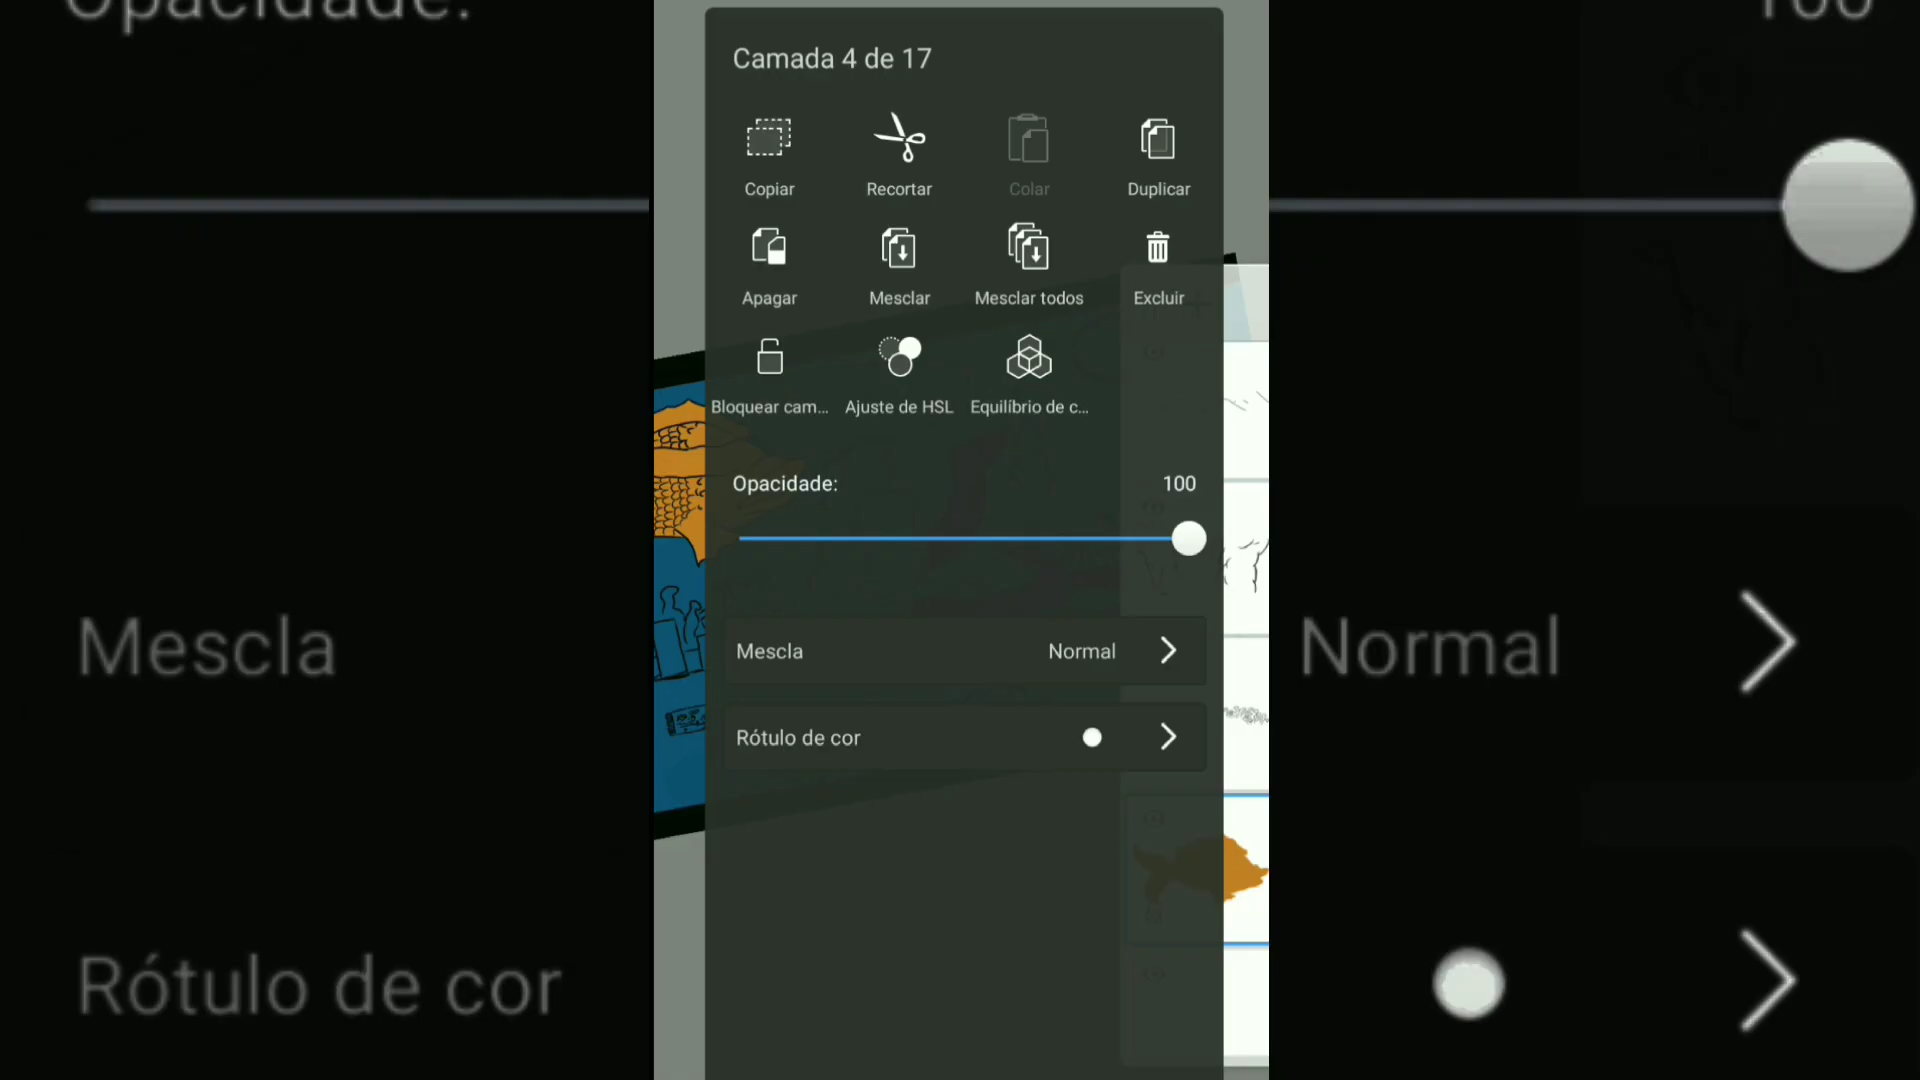 Opacidade:
100
Camada 4 de 17
Copiar
Recortar
Colar
Duplicar
Apagar
Mesclar
Mesclar todos
Excluir
Bloquear cam...
Ajuste de HSL
Equilíbrio de c...
Opacidade:
100
Mescla
Normal
Rótulo de cor
Mescla
Normal
Rótulo de cor